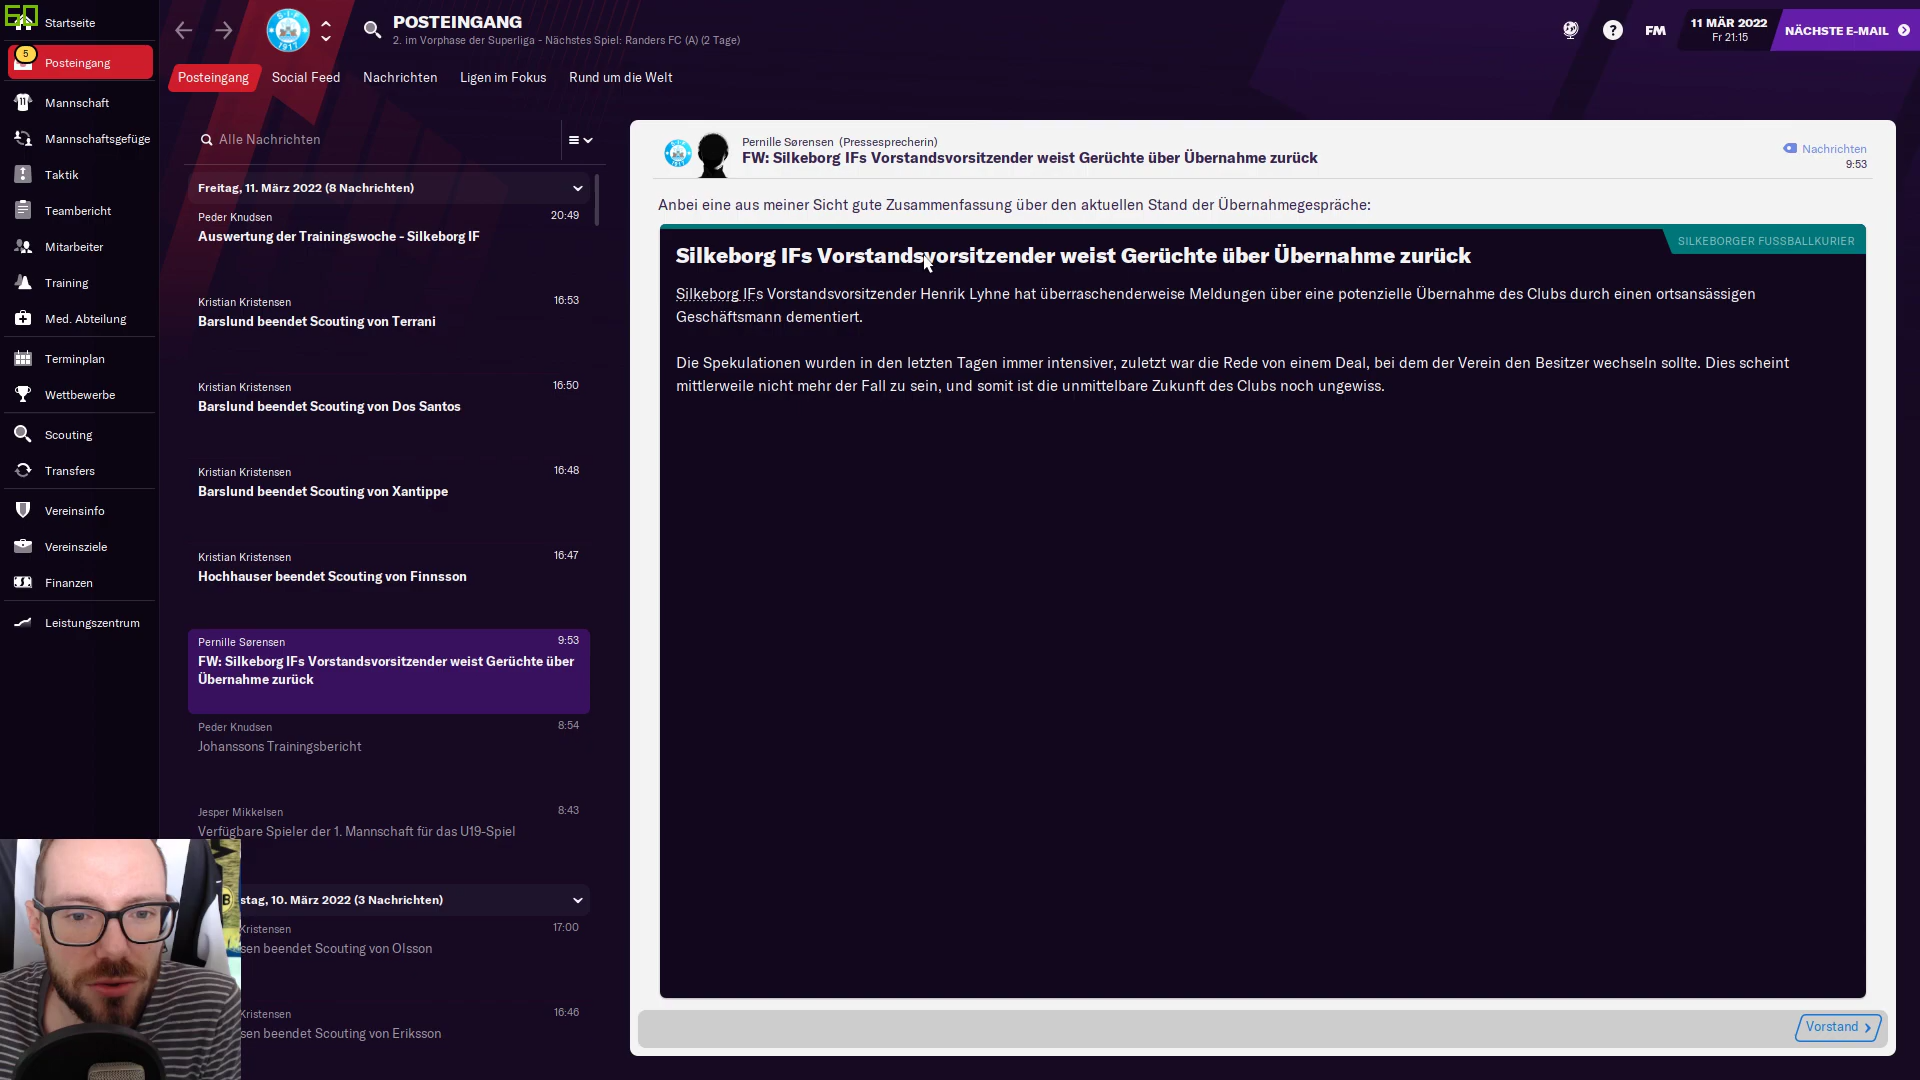 60
Startseite
5
Posteingang
Mannschaft
Mannschaftsgefüge
Taktik
Teambericht
Mitarbeiter
Training
Med. Abteilung
Terminplan
Wettbewerbe
Scouting
Transfers
Vereinsinfo
Vereinsziele
Finanzen
Leistungszentrum
S.I.F.
1917
POSTEINGANG
2. im Vorphase der Superliga - Nächstes Spiel: Randers FC (A) (2 Tage)
FM
11 MÄR 2022
Fr 21:15
NÄCHSTE E-MAIL
Posteingang
Social Feed
Nachrichten
Ligen im Fokus
Rund um die Welt
Alle Nachrichten
Freitag, 11. März 2022 (8 Nachrichten)
Peder Knudsen 20:49
Auswertung der Trainingswoche - Silkeborg IF
Kristian Kristensen 16:53
Barslund beendet Scouting von Terrani
Kristian Kristensen 16:50
Barslund beendet Scouting von Dos Santos
Kristian Kristensen 16:48
Barslund beendet Scouting von Xantippe
Kristian Kristensen 16:47
Hochhauser beendet Scouting von Finnsson
Pernille Sørensen 9:53
FW: Silkeborg IFs Vorstandsvorsitzender weist Gerüchte über
Übernahme zurück
Peder Knudsen 8:54
Johanssons Trainingsbericht
Jesper Mikkelsen 8:43
Verfügbare Spieler der 1. Mannschaft für das U19-Spiel
stag, 10. März 2022 (3 Nachrichten)
Kristensen 17:00
sen beendet Scouting von Olsson
Kristensen 16:46
sen beendet Scouting von Eriksson
Pernille Sørensen (Pressesprecherin)
FW: Silkeborg IFs Vorstandsvorsitzender weist Gerüchte über Übernahme zurück
Nachrichten
9:53
Anbei eine aus meiner Sicht gute Zusammenfassung über den aktuellen Stand der Übernahmegespräche:
SILKEBORGER FUSSBALLKURIER
Silkeborg IFs Vorstandsvorsitzender weist Gerüchte über Übernahme zurück
Silkeborg IFs Vorstandsvorsitzender Henrik Lyhne hat überraschenderweise Meldungen über eine potenzielle Übernahme des Clubs durch einen ortsansässigen
Geschäftsmann dementiert.
Die Spekulationen wurden in den letzten Tagen immer intensiver, zuletzt war die Rede von einem Deal, bei dem der Verein den Besitzer wechseln sollte. Dies scheint
mittlerweile nicht mehr der Fall zu sein, und somit ist die unmittelbare Zukunft des Clubs noch ungewiss.
Vorstand